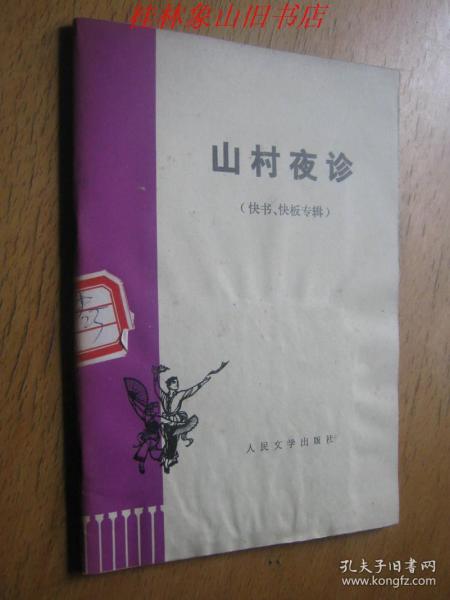 桂林象山旧书店
山村夜诊
（快书、快板专辑）
人民文学出版社
孔夫子旧书网
www.kongfz.com